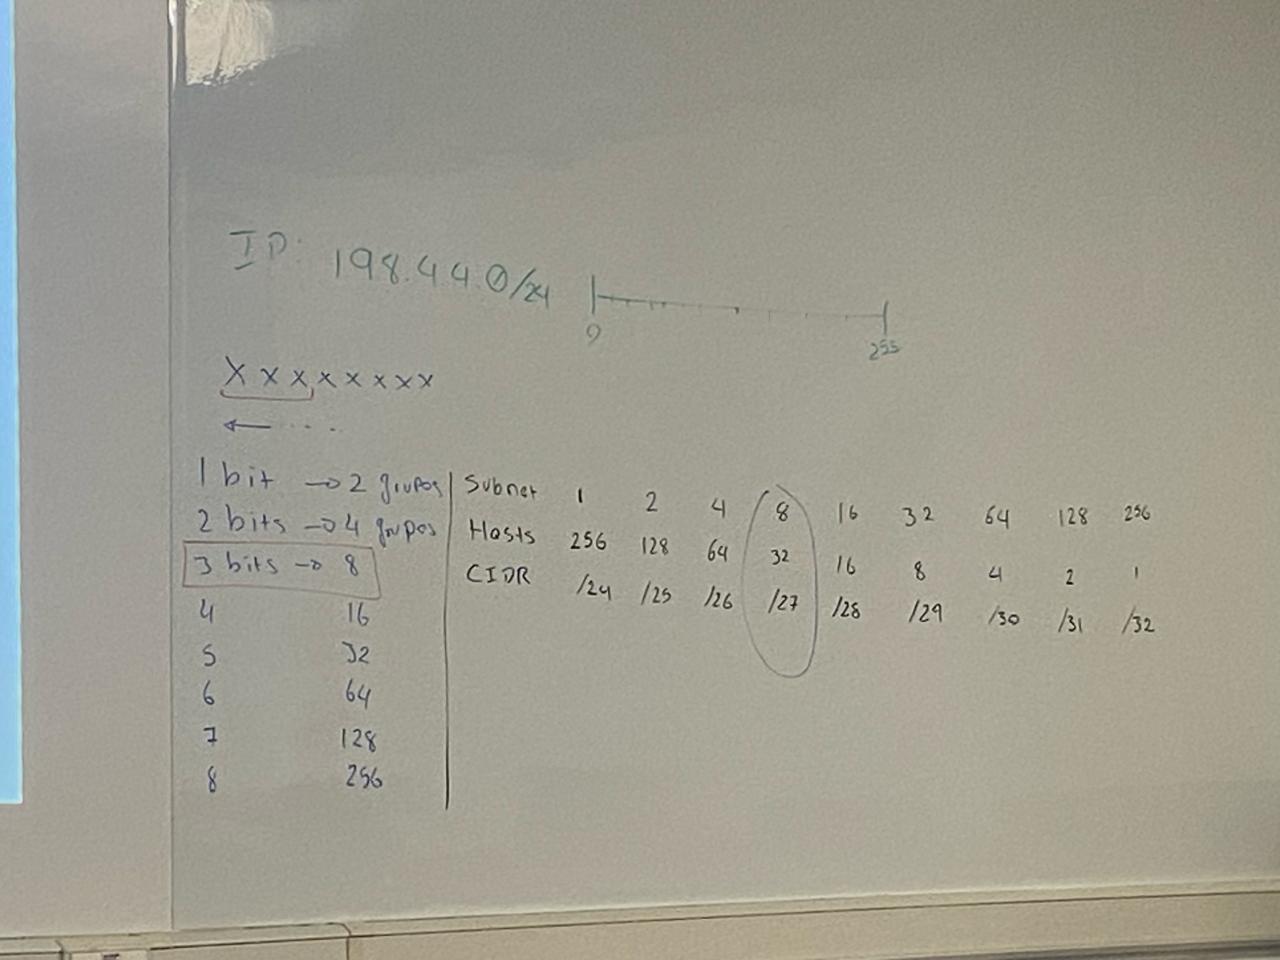 IP: 198.44.0/24
0 255
X X X X X X X X
1 bit → 2 grupos
2 bits → 4 grupos
3 bits → 8
4 16
5 32
6 64
7 128
8 256
Subnet 1 2 4 8 16 32 64 128 256
Hosts 256 128 64 32 16 8 4 2 1
CIDR /24 /25 /26 /27 /28 /29 /30 /31 /32